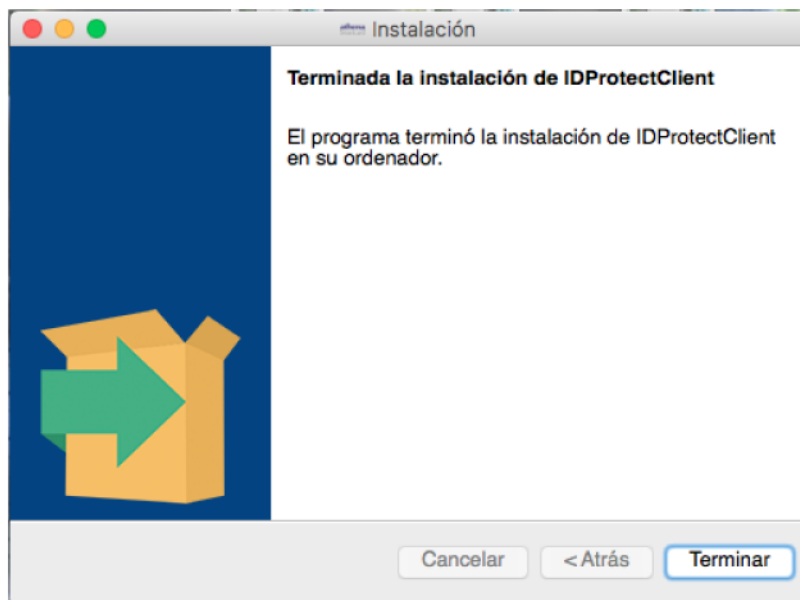 Instalación
Terminada la instalación de IDProtectClient
El programa terminó la instalación de IDProtectClient
en su ordenador.
Cancelar
< Atrás
Terminar